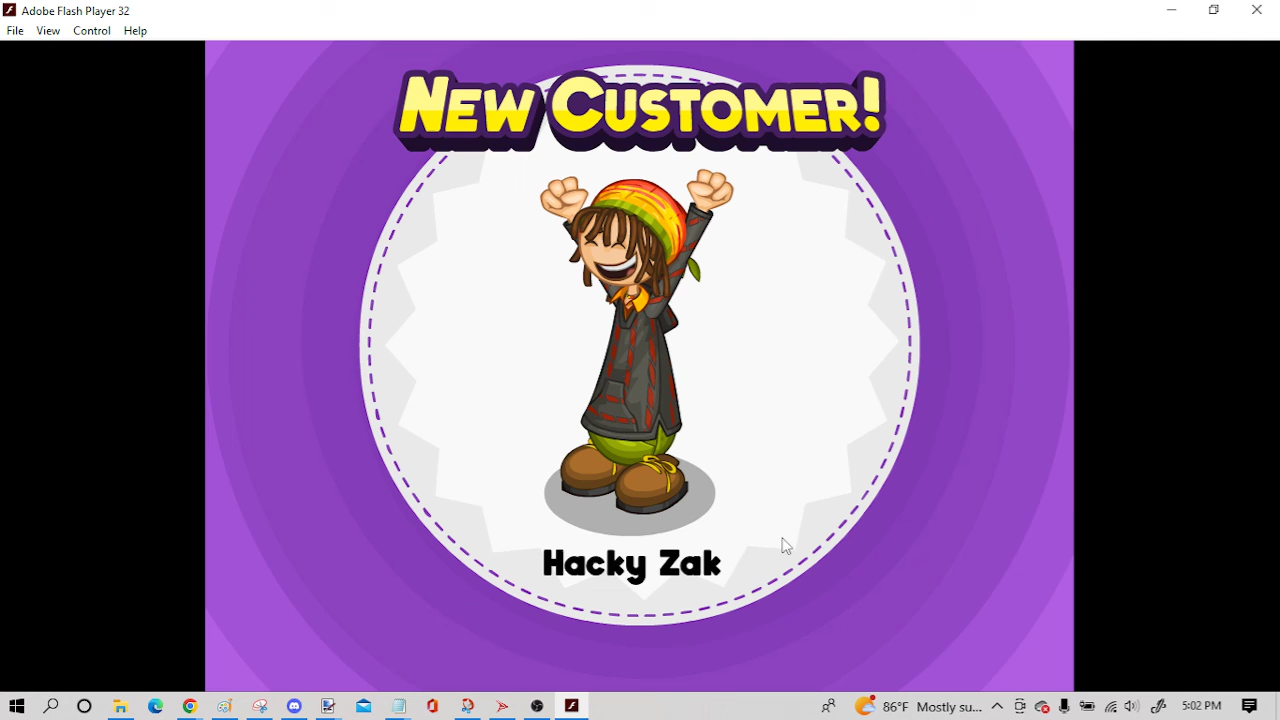 Adobe Flash Player 32
File View Control Help
NEW CUSTOMER!
Hacky Zak
86°F Mostly su... 5:02 PM